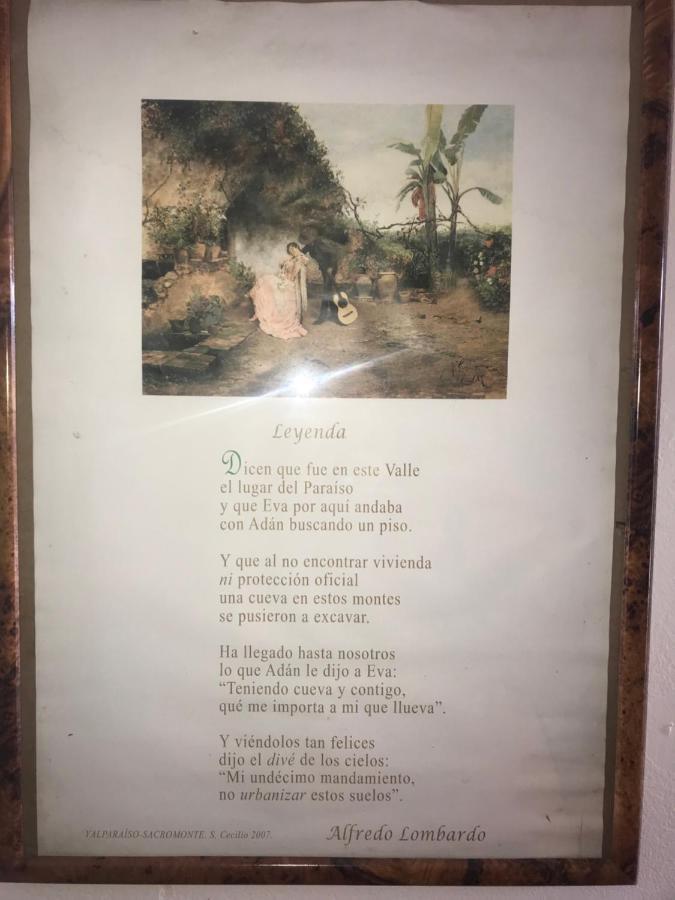 Leyenda
Dicen que fue en este Valle
el lugar del Paraíso
y que Eva por aquí andaba
con Adán buscando un piso.
Y que al no encontrar vivienda
ni protección oficial
una cueva en estos montes
se pusieron a excavar.
Ha llegado hasta nosotros
lo que Adán le dijo a Eva:
“Teniendo cueva y contigo,
qué me importa a mi que llueva”.
Y viéndolos tan felices
dijo el divé de los cielos:
“Mi undécimo mandamiento,
no urbanizar estos suelos”.
VALPARAÍSO-SACROMONTE. S. Cecilio 2007.
Alfredo Lombardo